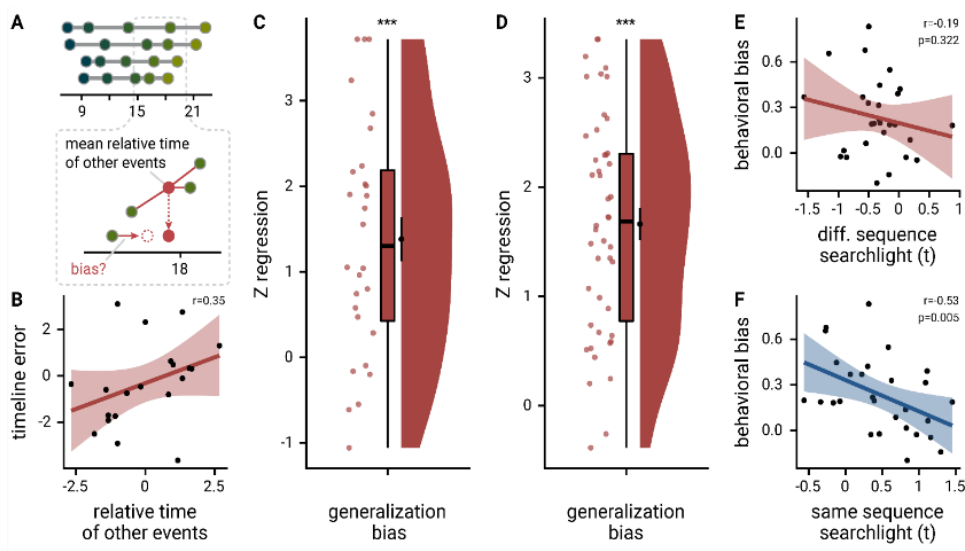 A
9 15 21
mean relative time
of other events
bias?
18
B
r=0.35
timeline error
2
0
-2
-2.5 0 2.5
relative time
of other events
C
***
Z regression
3
2
1
0
-1
generalization
bias
D
***
Z regression
3
2
1
0
generalization
bias
E
r=-0.19
p=0.322
behavioral bias
0.6
0.3
0.0
-1.5 -1 -0.5 0 0.5 1
diff. sequence
searchlight (t)
F
r=-0.53
p=0.005
behavioral bias
0.6
0.3
0.0
-0.5 0 0.5 1 1.5
same sequence
searchlight (t)